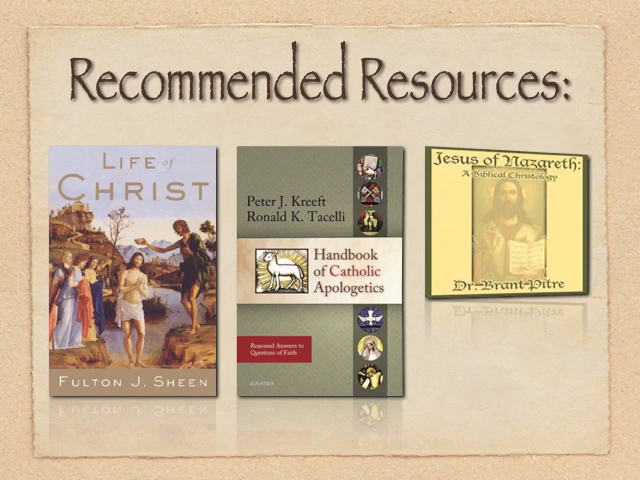 Recommended Resources:
LIFE of
CHRIST
FULTON J. SHEEN
Peter J. Kreeft
Ronald K. Tacelli
Handbook
of Catholic
Apologetics
Reasoned Answers to
Questions of Faith
IGNATIUS
Jesus of Nazareth:
A Biblical Christology
Dr. Brant Pitre